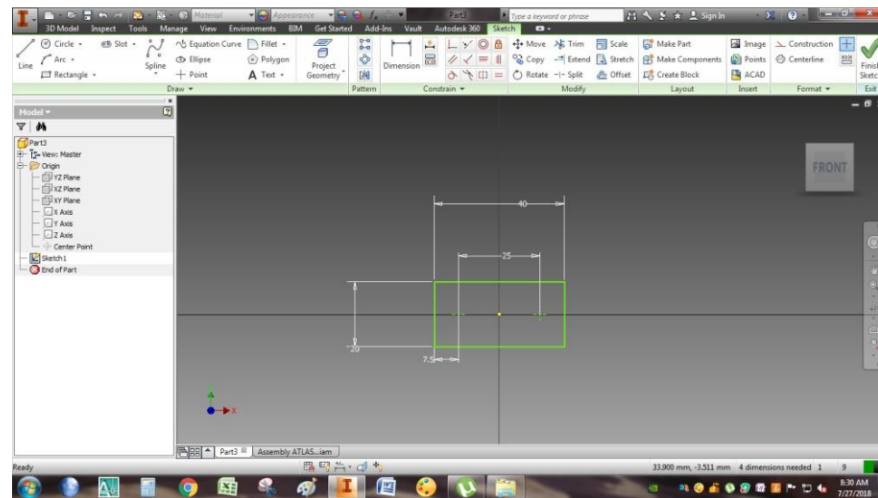 Material Appearance Part3 Type a keyword or phrase Sign In
3D Model Inspect Tools Manage View Environments BIM Get Started Add-Ins Vault Autodesk 360 Sketch
Circle Slot Equation Curve Fillet Move Trim Scale Make Part Image Construction
Line Arc Spline Ellipse Polygon Project Geometry Dimension Copy Extend Stretch Make Components Points Centerline Finish Sketch
Rectangle Point Text Rotate Split Offset Create Block ACAD
Draw Pattern Constrain Modify Layout Insert Format Exit
Model
Part3
View: Master
Origin
YZ Plane
XZ Plane
XY Plane
X Axis
Y Axis
Z Axis
Center Point
Sketch1
End of Part
FRONT
40
25
20
7.5
X
Part3 Assembly ATLAS...iam
Ready 33.900 mm, -3.511 mm 4 dimensions needed 1 9
8:30 AM
7/27/2018